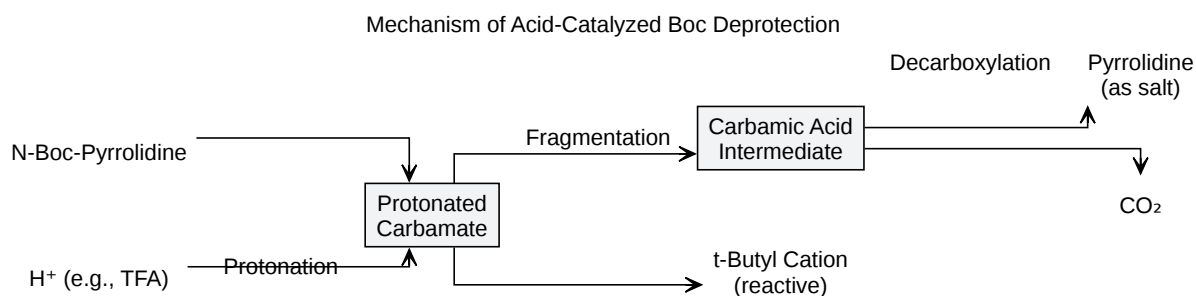 Mechanism of Acid-Catalyzed Boc Deprotection
Decarboxylation
Pyrrolidine
(as salt)
N-Boc-Pyrrolidine
Fragmentation
Carbamic Acid
Intermediate
Protonated
Carbamate
CO₂
H⁺ (e.g., TFA)
Protonation
t-Butyl Cation
(reactive)